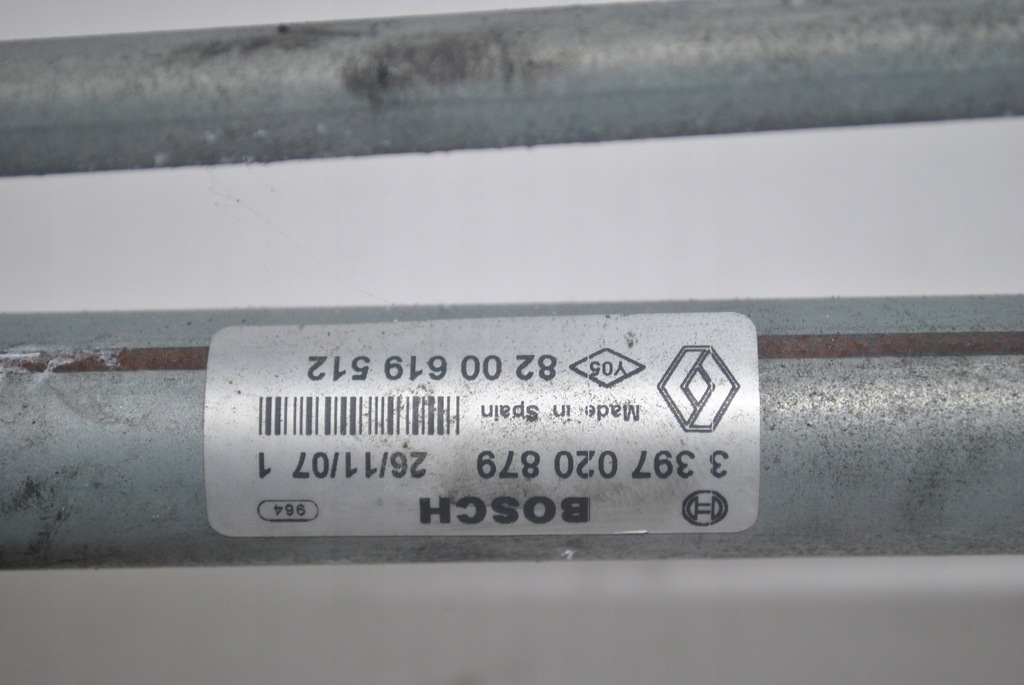 BOSCH 964
3 397 020 879 26/11/07 1
Made in Spain
Y05 82 00 619 512